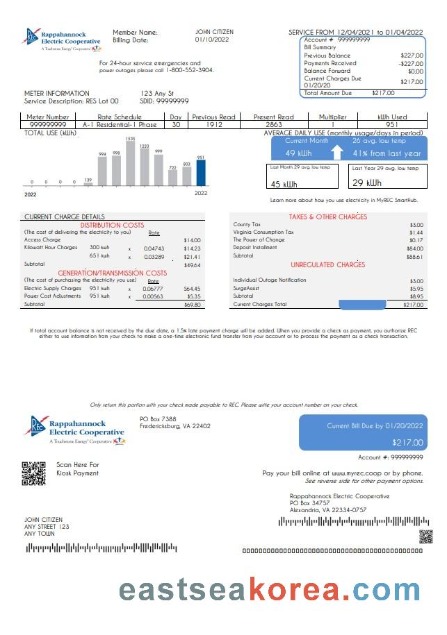 Rappahannock
Electric Cooperative
A Touchstone Energy® Cooperative
Member Name: JOHN CITIZEN
Billing Date: 01/10/2022
SERVICE FROM 12/04/2021 to 01/04/2022
Account # 999999999
Bill Summary
Previous Balance $227.00
Payments Received -$227.00
Balance Forward $0.00
Current Charges Due $217.00
01/20/20
Total Amount Due $217.00
For 24-hour service emergencies and
power outages please call 1-800-552-3904.
METER INFORMATION 123 Any St
Service Description: RES Lot 00 SDID: 99999999
Meter Number Rate Schedule Day Previous Read Present Read Multiplier kWh Used
99999999 A-1 Residential-1 Phase 30 1912 2863 1 951
TOTAL USE (kWh)
0 0 0 0 0 139
951
2022 2022
AVERAGE DAILY USE (monthly usage/days in period)
Current Month 26 avg. low temp
49 kWh 41% from last year
Last Month 29 avg. low temp Last Year 29 avg. low temp
45 kWh 29 kWh
Learn more about how you use electricity in MyREC SmartHub.
CURRENT CHARGE DETAILS
DISTRIBUTION COSTS
(The cost of delivering the electricity to you) Rate
Access Charge $14.00
Kilowatt Hour Charges 300 kwh x 0.04743 $14.23
651 kwh x 0.03289 $21.41
Subtotal $49.64
GENERATION/TRANSMISSION COSTS
(The cost of purchasing the electricity you use) Rate
Electric Supply Charges 951 kwh x 0.06777 $64.45
Power Cost Adjustments 951 kwh x 0.00563 $5.35
Subtotal $69.80
TAXES & OTHER CHARGES
County Tax $3.00
Virginia Consumption Tax $1.44
The Power of Change $0.17
Deposit Installment $84.00
Subtotal $88.61
UNREGULATED CHARGES
Individual Outage Notification $3.00
SurgeAssist $5.95
Subtotal $8.95
Current Charges Total $217.00
If total account balance is not received by the due date, a 1.5% late payment charge will be added. When you provide a check as payment, you authorize REC
either to use information from your check to make a one-time electronic fund transfer from your account or to process the payment as a check transaction.
Only return this portion with your check made payable to REC. Please write your account number on your check.
Rappahannock
Electric Cooperative
A Touchstone Energy® Cooperative
PO Box 7388
Fredericksburg, VA 22402
Current Bill Due by 01/20/2022
$217.00
Account #: 999999999
Scan Here For
Kiosk Payment
Pay your bill online at www.myrec.coop or by phone.
See reverse side for other payment options.
Rappahannock Electric Cooperative
PO Box 34757
Alexandria, VA 22334-0757
JOHN CITIZEN
ANY STREET 123
ANY TOWN
eastseakorea.com